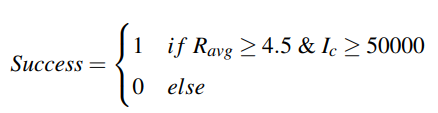 Success = { 1 if R_avg ≥ 4.5 & I_c ≥ 50000
0 else